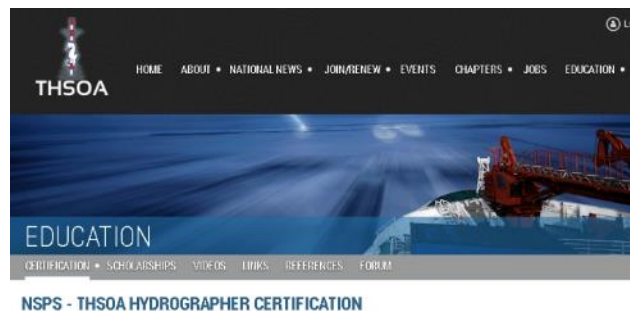 THSOA
HOME ABOUT • NATIONAL NEWS • JOIN/RENEW • EVENTS CHAPTERS • JOBS EDUCATION •
EDUCATION
CERTIFICATION • SCHOLARSHIPS VIDEOS LINKS REFERENCES FORUM
NSPS - THSOA HYDROGRAPHER CERTIFICATION